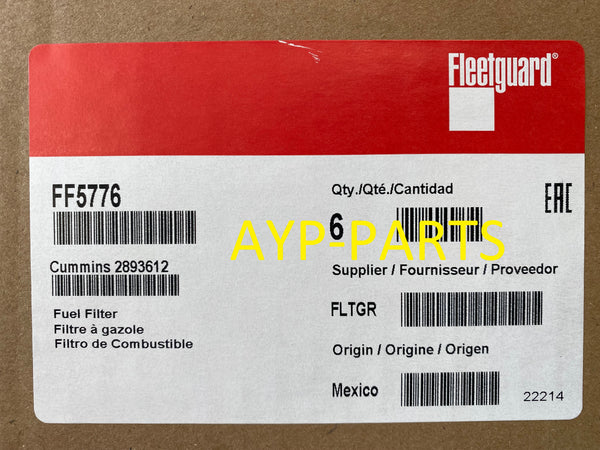 Fleetguard®
FF5776
Qty./Qté./Cantidad
6
EAC
AYP-PARTS
Cummins 2893612
Supplier / Fournisseur / Proveedor
Fuel Filter
Filtre à gazole
Filtro de Combustible
FLTGR
Origin / Origine / Origen
Mexico
22214